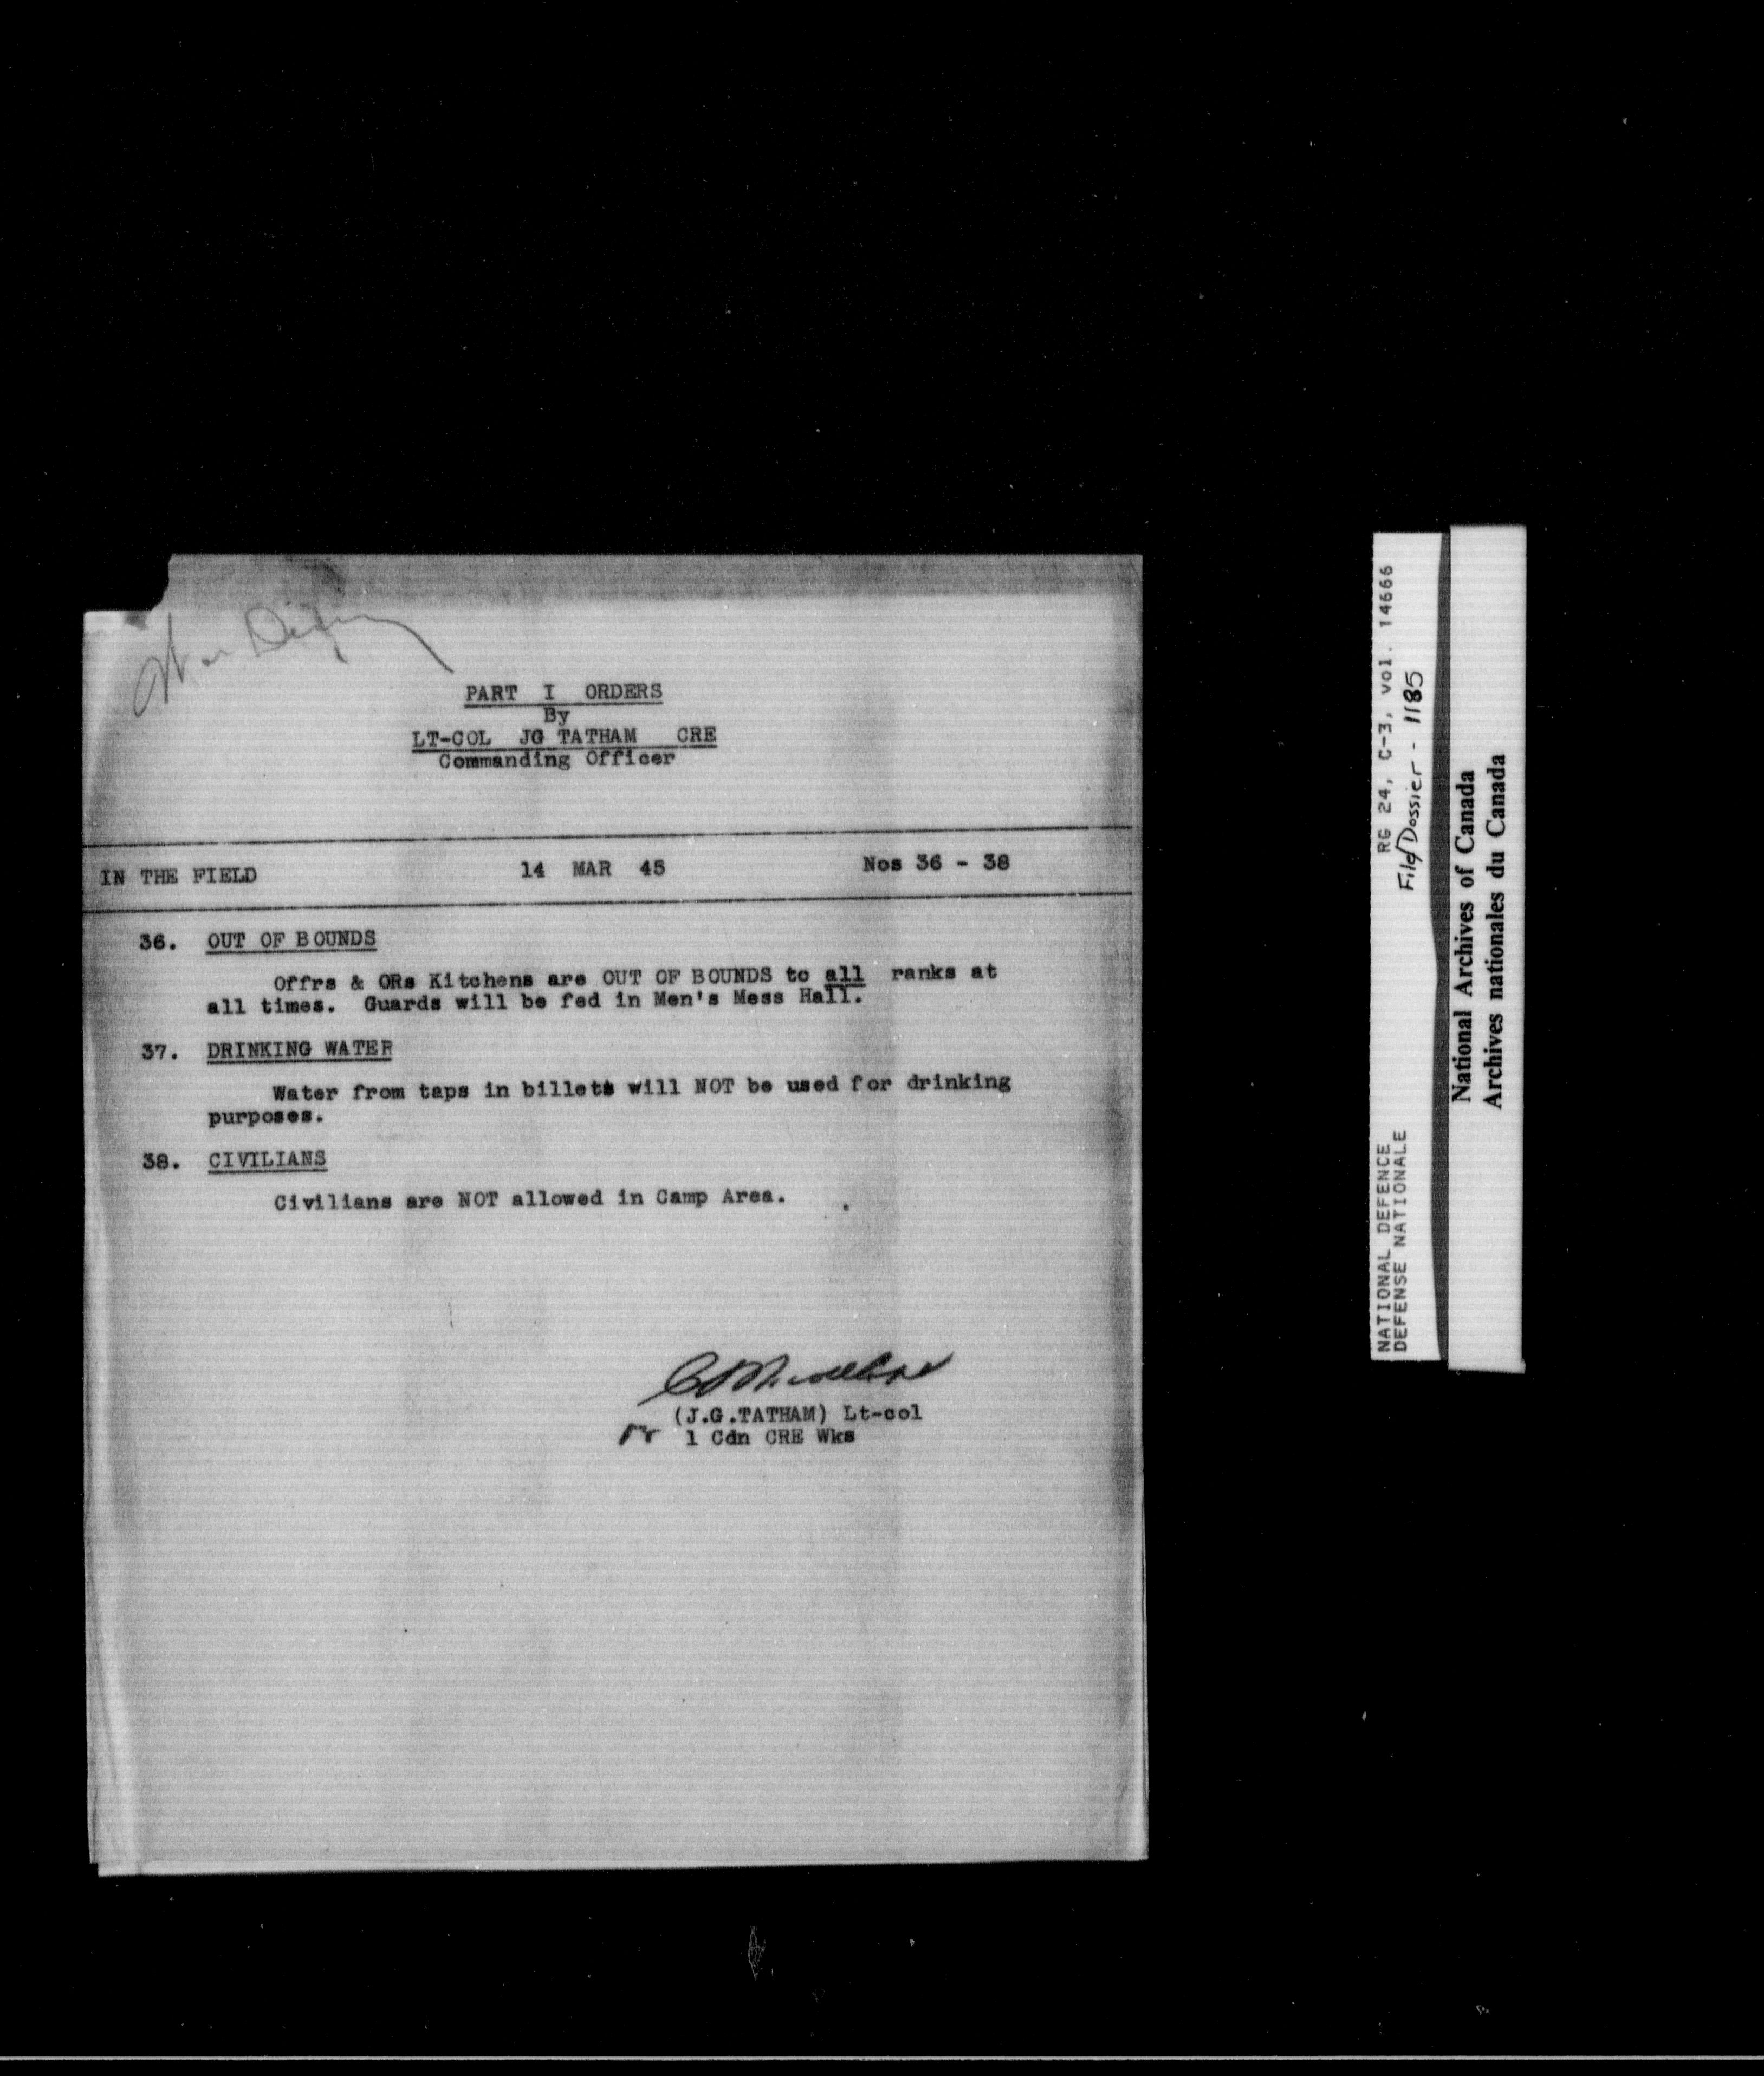 War Diary
PART I ORDERS
By
LT-COL JG TATHAM CRE
Commanding Officer
IN THE FIELD 14 MAR 45 Nos 36 - 38
36. OUT OF BOUNDS
Offrs & ORs Kitchens are OUT OF BOUNDS to all ranks at
all times. Guards will be fed in Men's Mess Hall.
37. DRINKING WATER
Water from taps in billets will NOT be used for drinking
purposes.
38. CIVILIANS
Civilians are NOT allowed in Camp Area.
(J.G.TATHAM) Lt-col
1 Cdn CRE Wks
NATIONAL DEFENCE RG 24, C-3, vol. 14666
DEFENSE NATIONALE File/Dossier - 1185
National Archives of Canada
Archives nationales du Canada